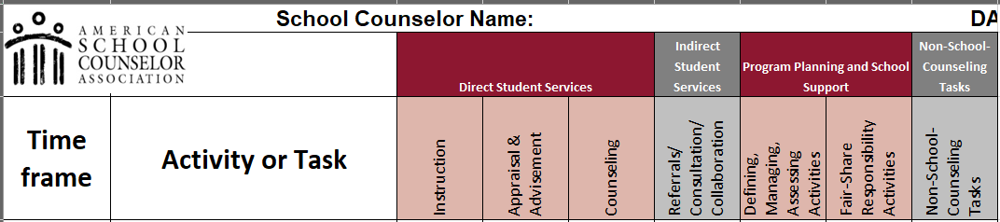 School Counselor Name:
DA
AMERICAN
SCHOOL
COUNSELOR
ASSOCIATION
Direct Student Services
Indirect
Student
Services
Program Planning and School
Support
Non-School-
Counseling
Tasks
Time
frame
Activity or Task
Instruction
Appraisal &
Advisement
Counseling
Referrals/
Consultation/
Collaboration
Defining,
Managing,
Assessing
Activities
Fair-Share
Responsibility
Activities
Non-School-
Counseling
Tasks